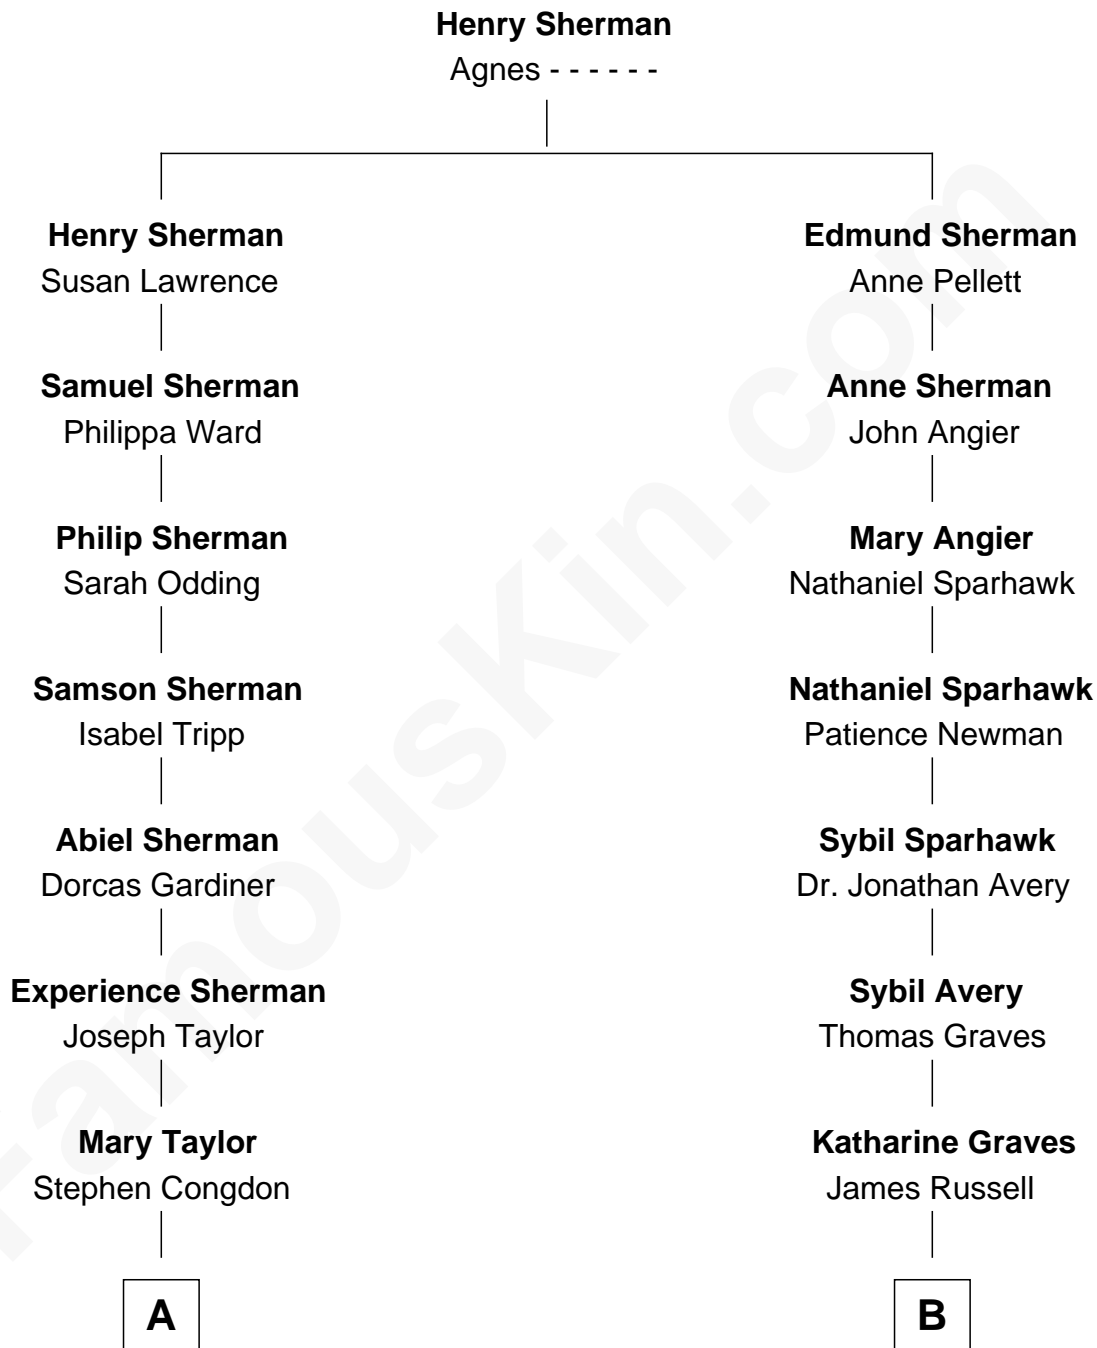 Henry Sherman
Agnes - - - - - -
Henry Sherman
Susan Lawrence
Samuel Sherman
Philippa Ward
Philip Sherman
Sarah Odding
Samson Sherman
Isabel Tripp
Abiel Sherman
Dorcas Gardiner
Experience Sherman
Joseph Taylor
Mary Taylor
Stephen Congdon
A
Edmund Sherman
Anne Pellett
Anne Sherman
John Angier
Mary Angier
Nathaniel Sparhawk
Nathaniel Sparhawk
Patience Newman
Sybil Sparhawk
Dr. Jonathan Avery
Sybil Avery
Thomas Graves
Katharine Graves
James Russell
B
FamousKin.com